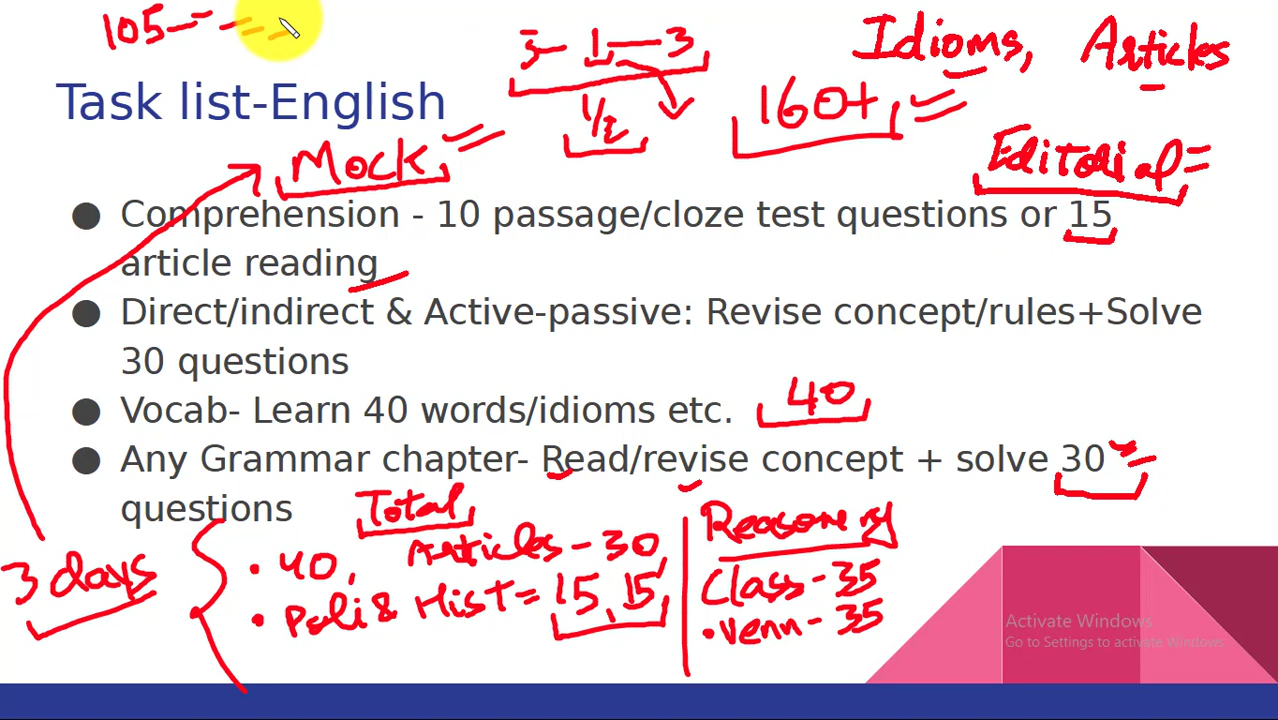 105
5 - 1 - 3
Idioms, Articles
Task list-English
1/2
160+
Mock
Editorial
● Comprehension - 10 passage/cloze test questions or 15
article reading
● Direct/indirect & Active-passive: Revise concept/rules+Solve
30 questions
● Vocab- Learn 40 words/idioms etc. 40
● Any Grammar chapter- Read/revise concept + solve 30
questions
Total
Reasoning
3 days
• 40, Articles - 30,
• Poli & Hist = 15, 15,
Class - 35
• Venn - 35
Activate Windows
Go to Settings to activate Windows.